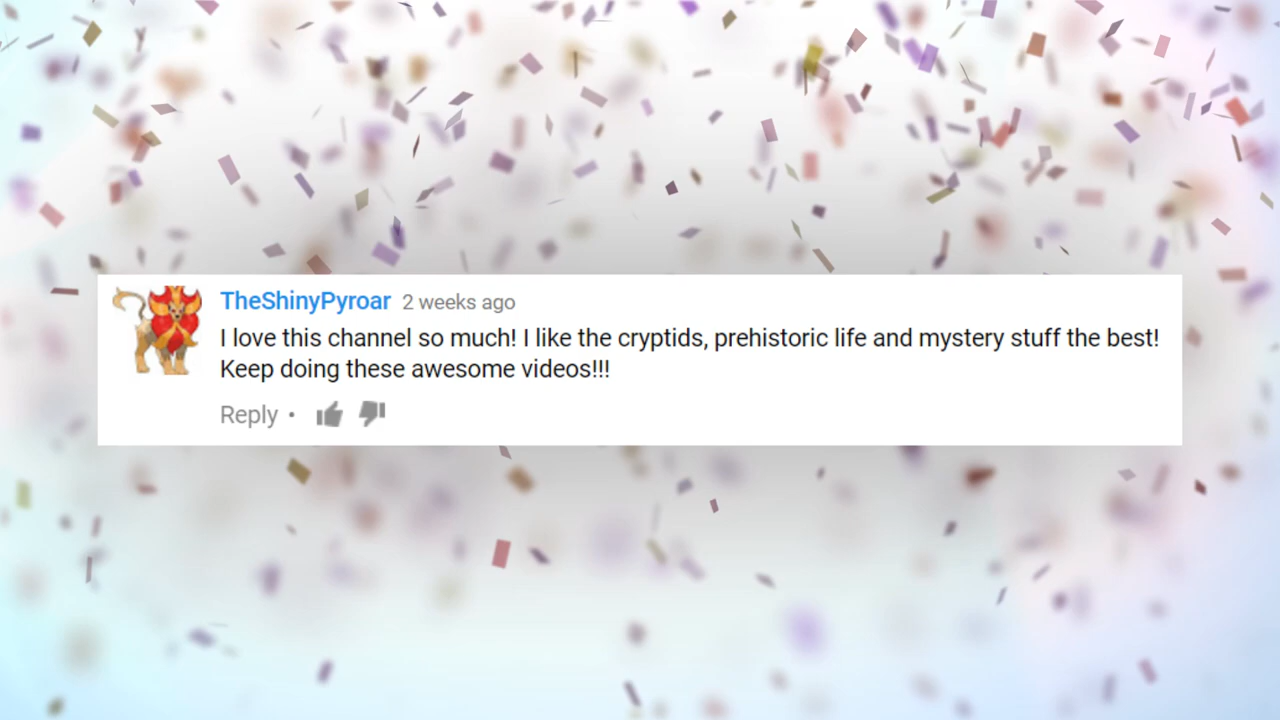 TheShinyPyroar 2 weeks ago
I love this channel so much! I like the cryptids, prehistoric life and mystery stuff the best!
Keep doing these awesome videos!!!
Reply •